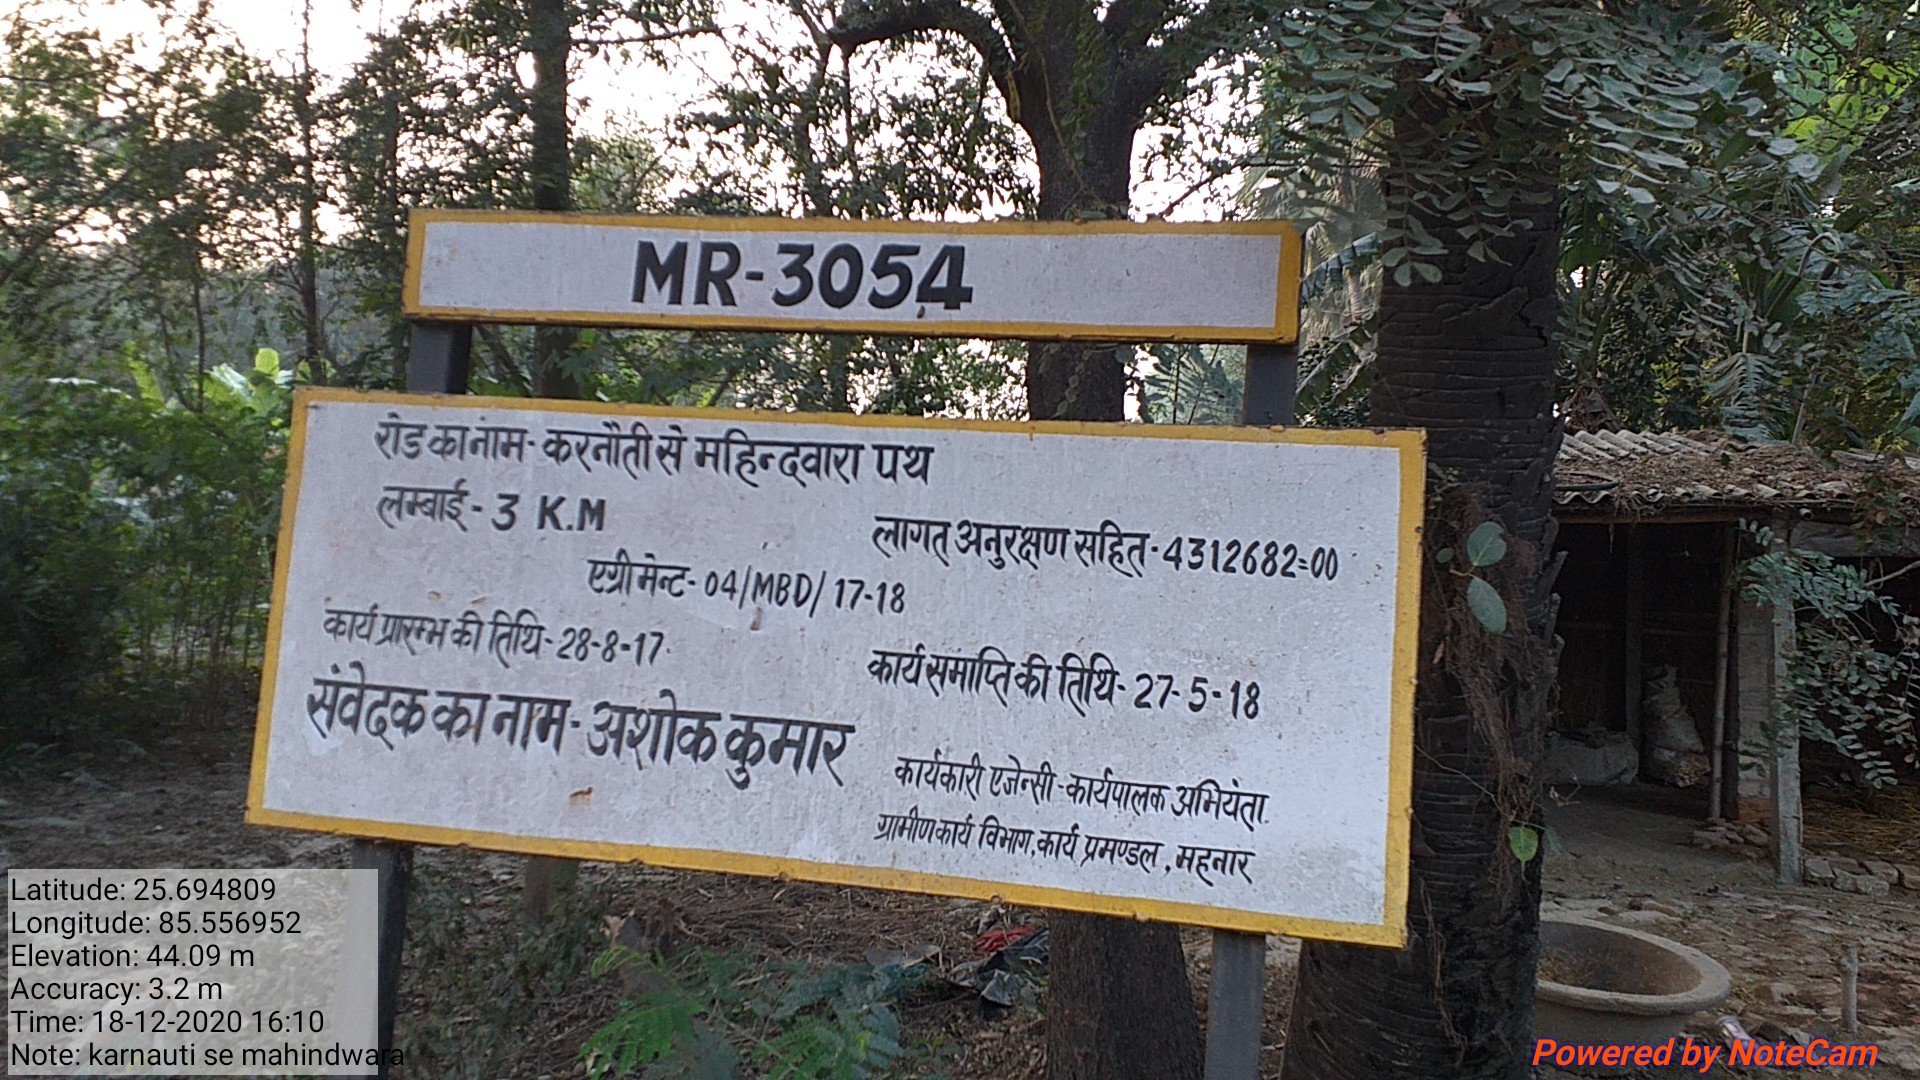 MR-3054
रोड का नाम- करनौती से महिन्दवारा पथ
लम्बाई - 3 K.M
लागत् अनुरक्षण सहित-4312682=00
एग्रीमेन्ट- 04/MBD/ 17-18
कार्य प्रारम्भ की तिथि- 28-8-17
कार्य समाप्ति की तिथि- 27-5-18
संवेदक का नाम- अशोक कुमार
कार्यकारी एजेन्सी -कार्यपालक अभियंता
ग्रामीण कार्य विभाग, कार्य प्रमण्डल, महनार
Latitude: 25.694809
Longitude: 85.556952
Elevation: 44.09 m
Accuracy: 3.2 m
Time: 18-12-2020 16:10
Note: karnauti se mahindwara
Powered by NoteCam